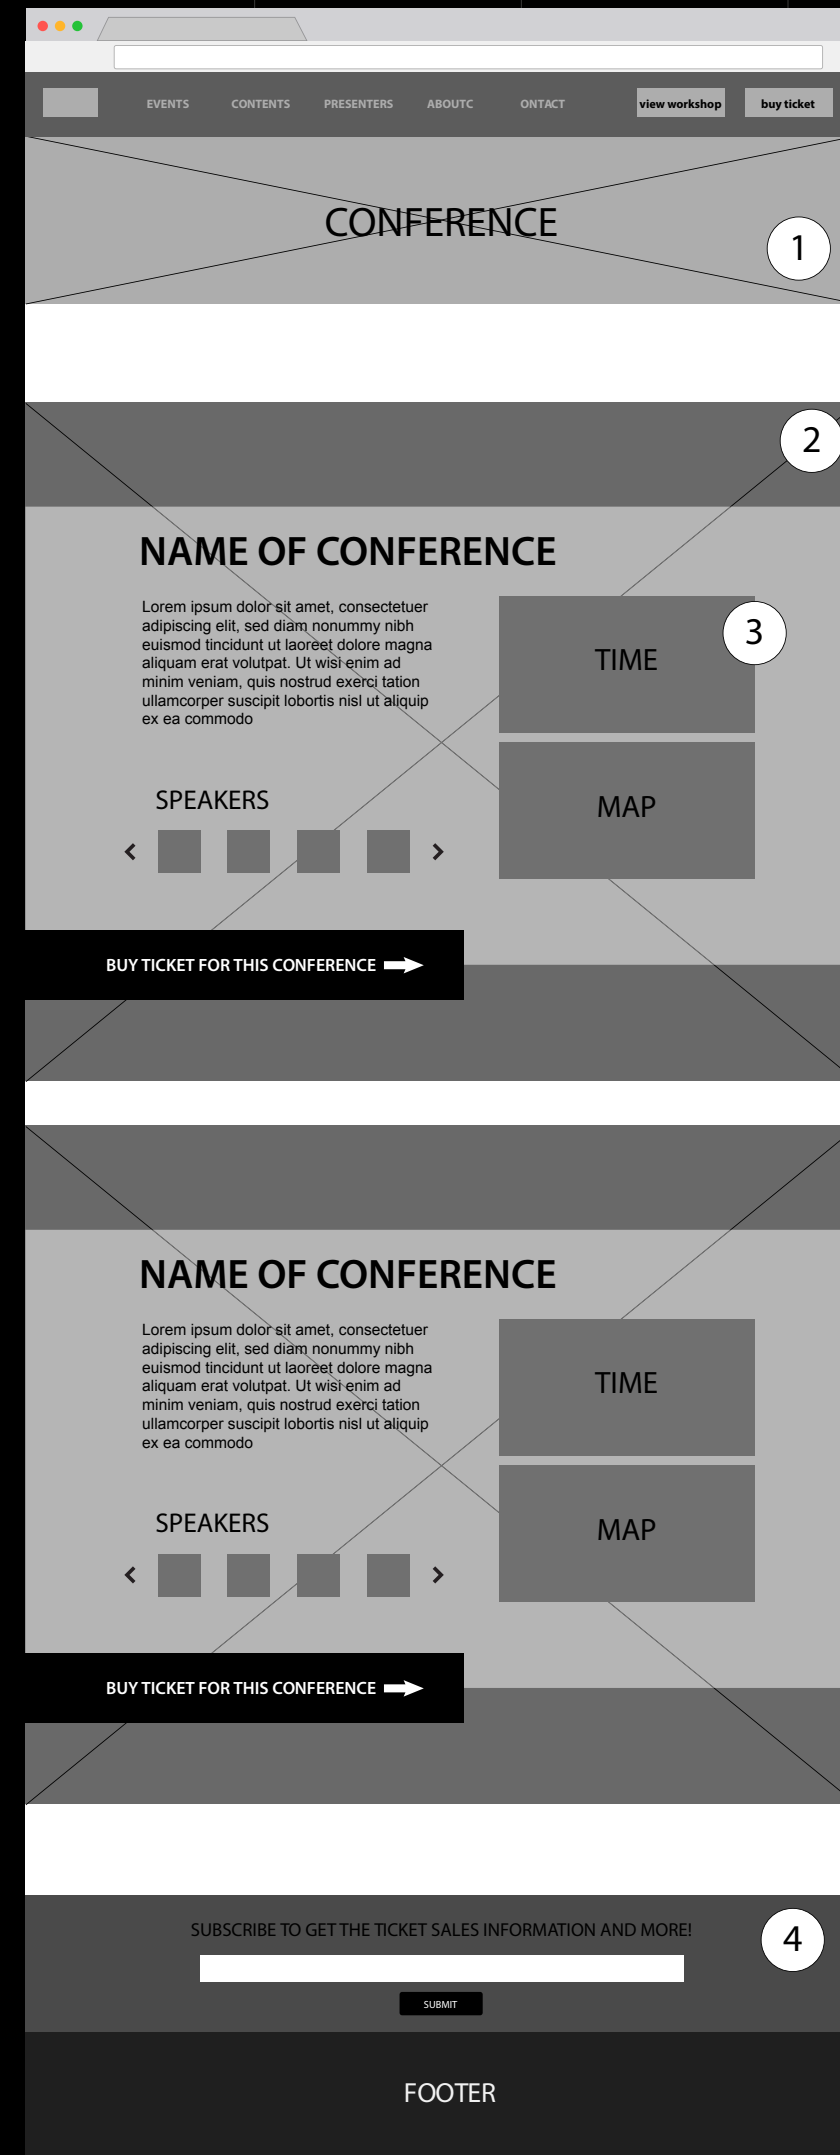 EVENTS CONTENTS PRESENTERS ABOUTC ONTACT view workshop buy ticket
CONFERENCE
1
2
NAME OF CONFERENCE
Lorem ipsum dolor sit amet, consectetuer
adipiscing elit, sed diam nonummy nibh
euismod tincidunt ut laoreet dolore magna
aliquam erat volutpat. Ut wisi enim ad
minim veniam, quis nostrud exerci tation
ullamcorper suscipit lobortis nisl ut aliquip
ex ea commodo
TIME
3
MAP
SPEAKERS
BUY TICKET FOR THIS CONFERENCE
NAME OF CONFERENCE
Lorem ipsum dolor sit amet, consectetuer
adipiscing elit, sed diam nonummy nibh
euismod tincidunt ut laoreet dolore magna
aliquam erat volutpat. Ut wisi enim ad
minim veniam, quis nostrud exerci tation
ullamcorper suscipit lobortis nisl ut aliquip
ex ea commodo
TIME
MAP
SPEAKERS
BUY TICKET FOR THIS CONFERENCE
SUBSCRIBE TO GET THE TICKET SALES INFORMATION AND MORE!
4
SUBMIT
FOOTER